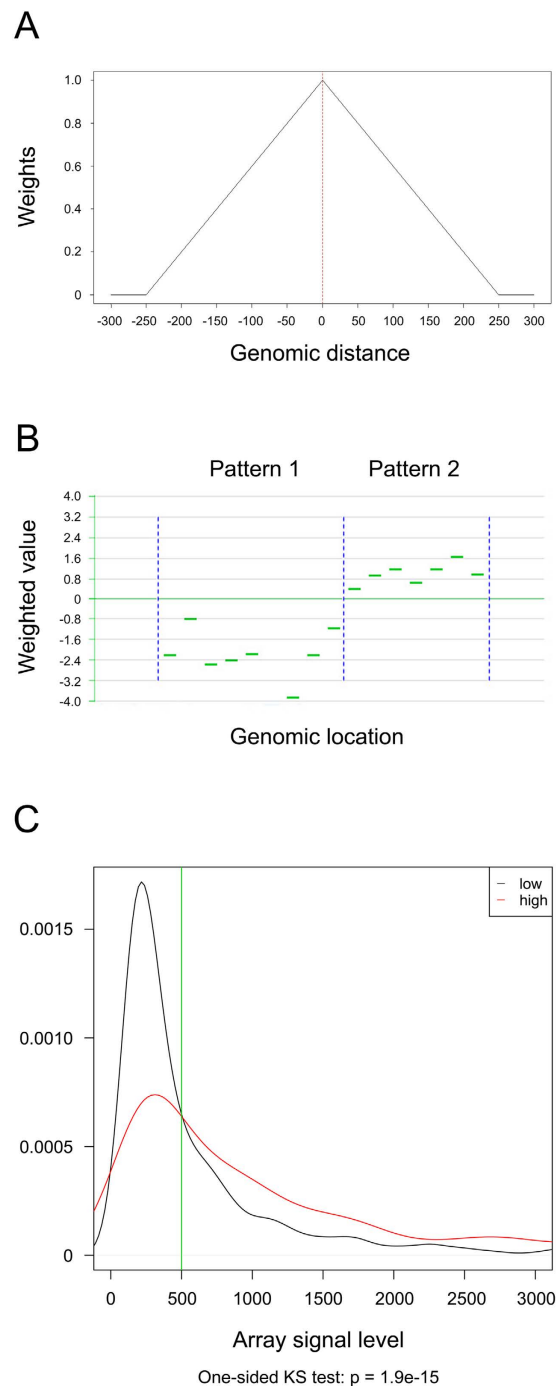 A
Weights
1.0
0.8
0.6
0.4
0.2
0
-300 -250 -200 -150 -100 -50 0 50 100 150 200 250 300
Genomic distance
B
Pattern 1 Pattern 2
Weighted value
4.0
3.2
2.4
1.6
0.8
0
-0.8
-1.6
-2.4
-3.2
-4.0
Genomic location
C
low
high
0.0015
0.0010
0.0005
0
0 500 1000 1500 2000 2500 3000
Array signal level
One-sided KS test: p = 1.9e-15